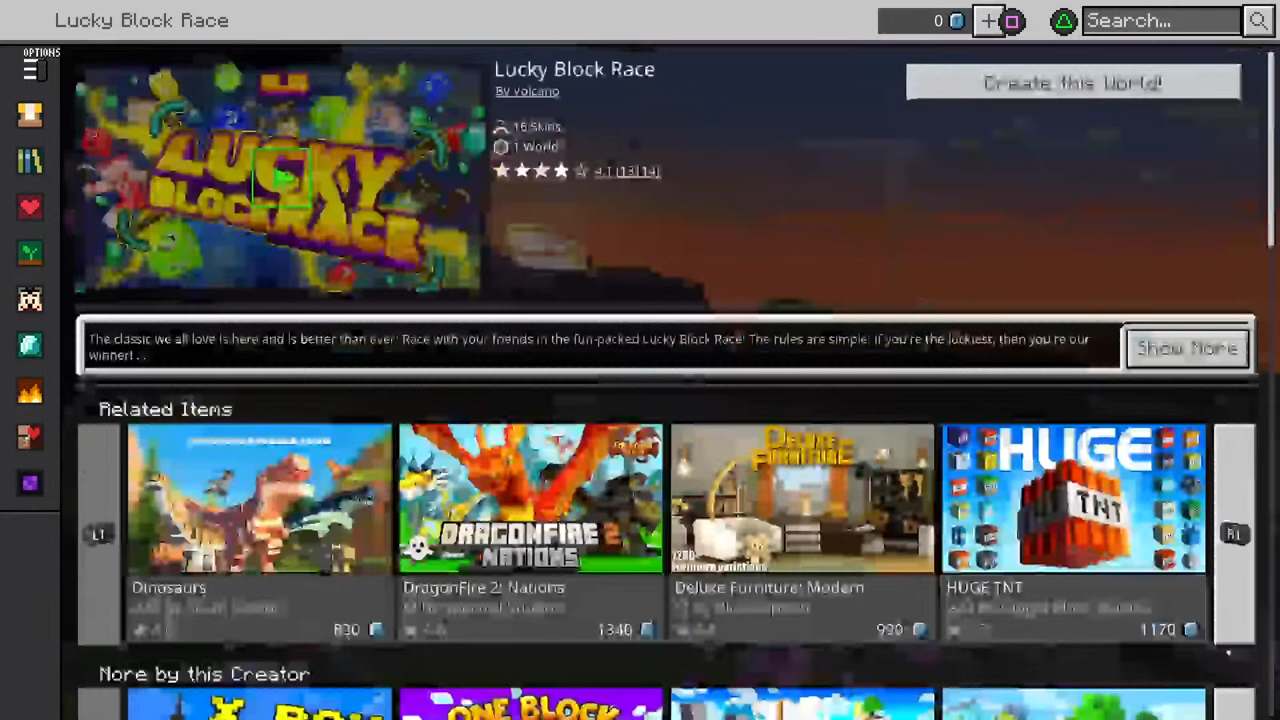 Lucky Block Race
0
Search...
OPTIONS
LUCKY
BLOCK RACE
Lucky Block Race
By Volcano
16 Skins
1 World
4.1
Create this World!
The classic we all love is here and is better than ever! Race with your friends in the fun-packed Lucky Block Race! The rules are simple: if you're the luckiest, then you're our
winner! ..
Show More
Related Items
DRAGONFIRE 2
NATIONS
DELUXE
FURNITURE
HUGE
TNT
L1
R1
Dinosaurs
DragonFire 2: Nations
Deluxe Furniture: Modern
HUGE TNT
830
1340
990
1170
More by this Creator
ONE BLOCK